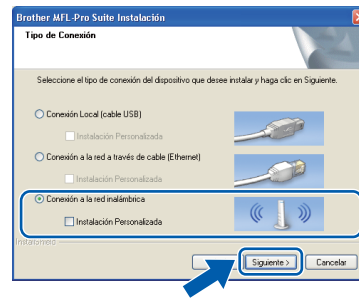 Brother MFL-Pro Suite Instalación
Tipo de Conexión
Seleccione el tipo de conexión del dispositivo que desee instalar y haga clic en Siguiente.
Conexión Local (cable USB)
Instalación Personalizada
Conexión a la red a través de cable (Ethernet)
Instalación Personalizada
Conexión a la red inalámbrica
Instalación Personalizada
InstallShield
Siguiente >
Cancelar